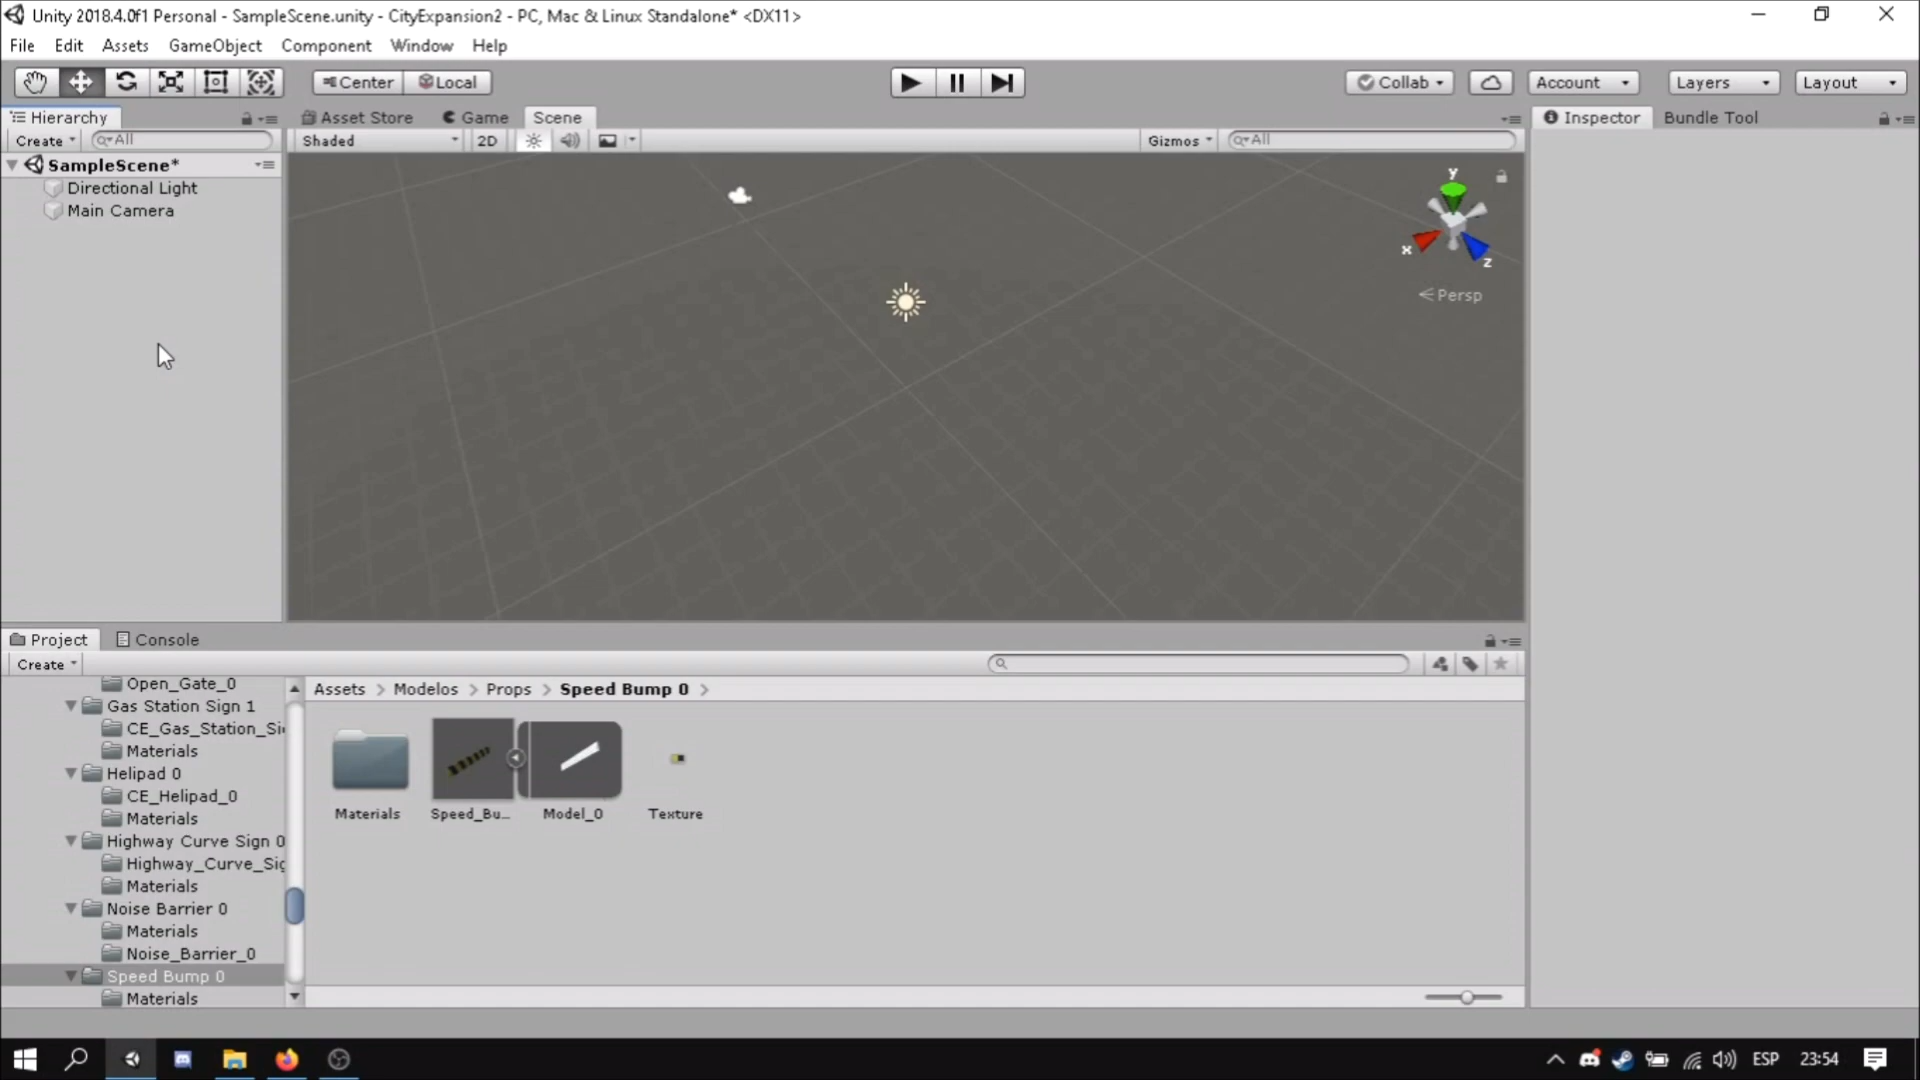 Unity 2018.4.0f1 Personal - SampleScene.unity - CityExpansion2 - PC, Mac & Linux Standalone* <DX11>
File Edit Assets GameObject Component Window Help
Center Local Collab Account Layers Layout
Hierarchy Asset Store Game Scene Inspector Bundle Tool
Create All Shaded 2D Gizmos All
SampleScene*
Directional Light
Main Camera
y
x
z
Persp
Project Console
Create
Open_Gate_0
Gas Station Sign 1
CE_Gas_Station_Si
Materials
Helipad 0
CE_Helipad_0
Materials
Highway Curve Sign 0
Highway_Curve_Sig
Materials
Noise Barrier 0
Materials
Noise_Barrier_0
Speed Bump 0
Materials
Assets > Modelos > Props > Speed Bump 0 >
Materials Speed_Bu... Model_0 Texture
ESP 23:54